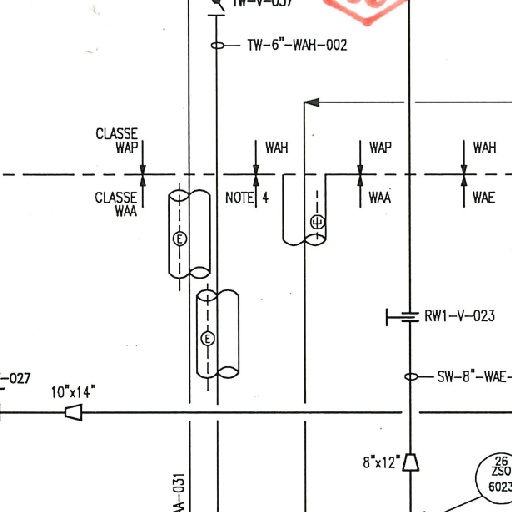 TW-V-037
TW-6"-WAH-002
CLASSE
WAP
WAH
WAP
WAH
CLASSE
WAA
NOTE 4
WAA
WAE
E
E
RW1-V-023
-027
SW-8"-WAE-
10"x14"
8"x12"
26
ZSO
6023
AA-031